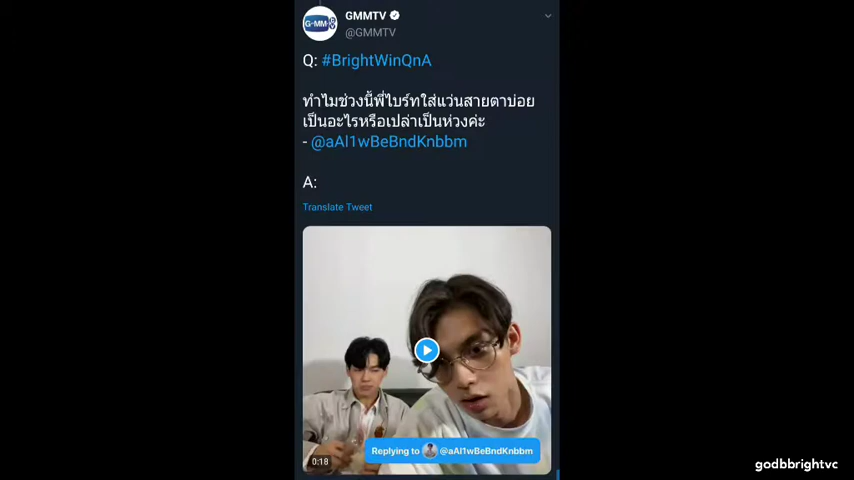 GMMTV
@GMMTV
Q: #BrightWinQnA
ทำไมช่วงนี้พี่ไบร์ทใส่แว่นสายตาบ่อย
เป็นอะไรหรือเปล่าเป็นห่วงค่ะ
- @aAl1wBeBndKnbbm
A:
Translate Tweet
Replying to @aAl1wBeBndKnbbm
0:18
godbbrightvc